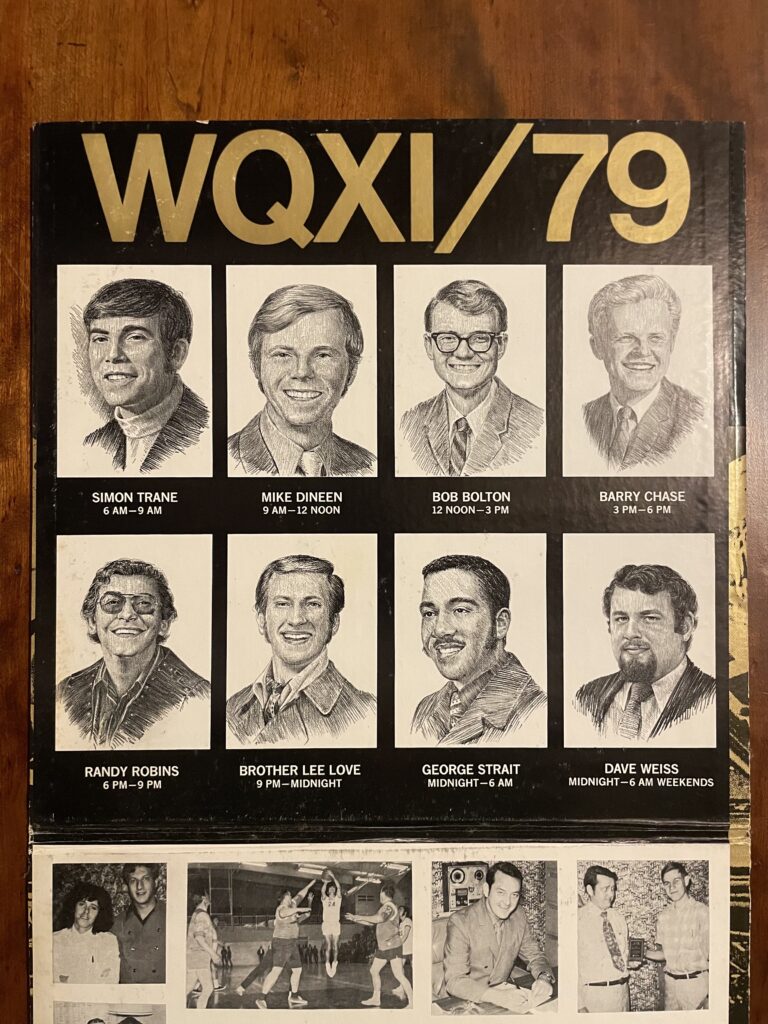 WQXI/79
SIMON TRANE
6 AM—9 AM
MIKE DINEEN
9 AM—12 NOON
BOB BOLTON
12 NOON—3 PM
BARRY CHASE
3 PM—6 PM
RANDY ROBINS
6 PM—9 PM
BROTHER LEE LOVE
9 PM—MIDNIGHT
GEORGE STRAIT
MIDNIGHT—6 AM
DAVE WEISS
MIDNIGHT—6 AM WEEKENDS